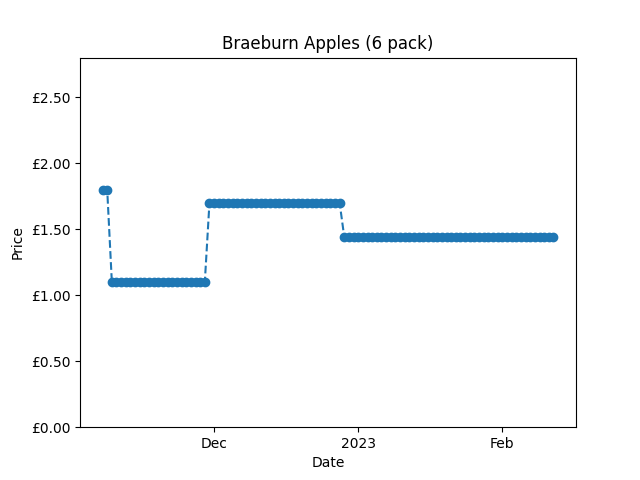 Braeburn Apples (6 pack)
£2.50
£2.00
£1.50
£1.00
£0.50
£0.00
Price
Dec
2023
Feb
Date